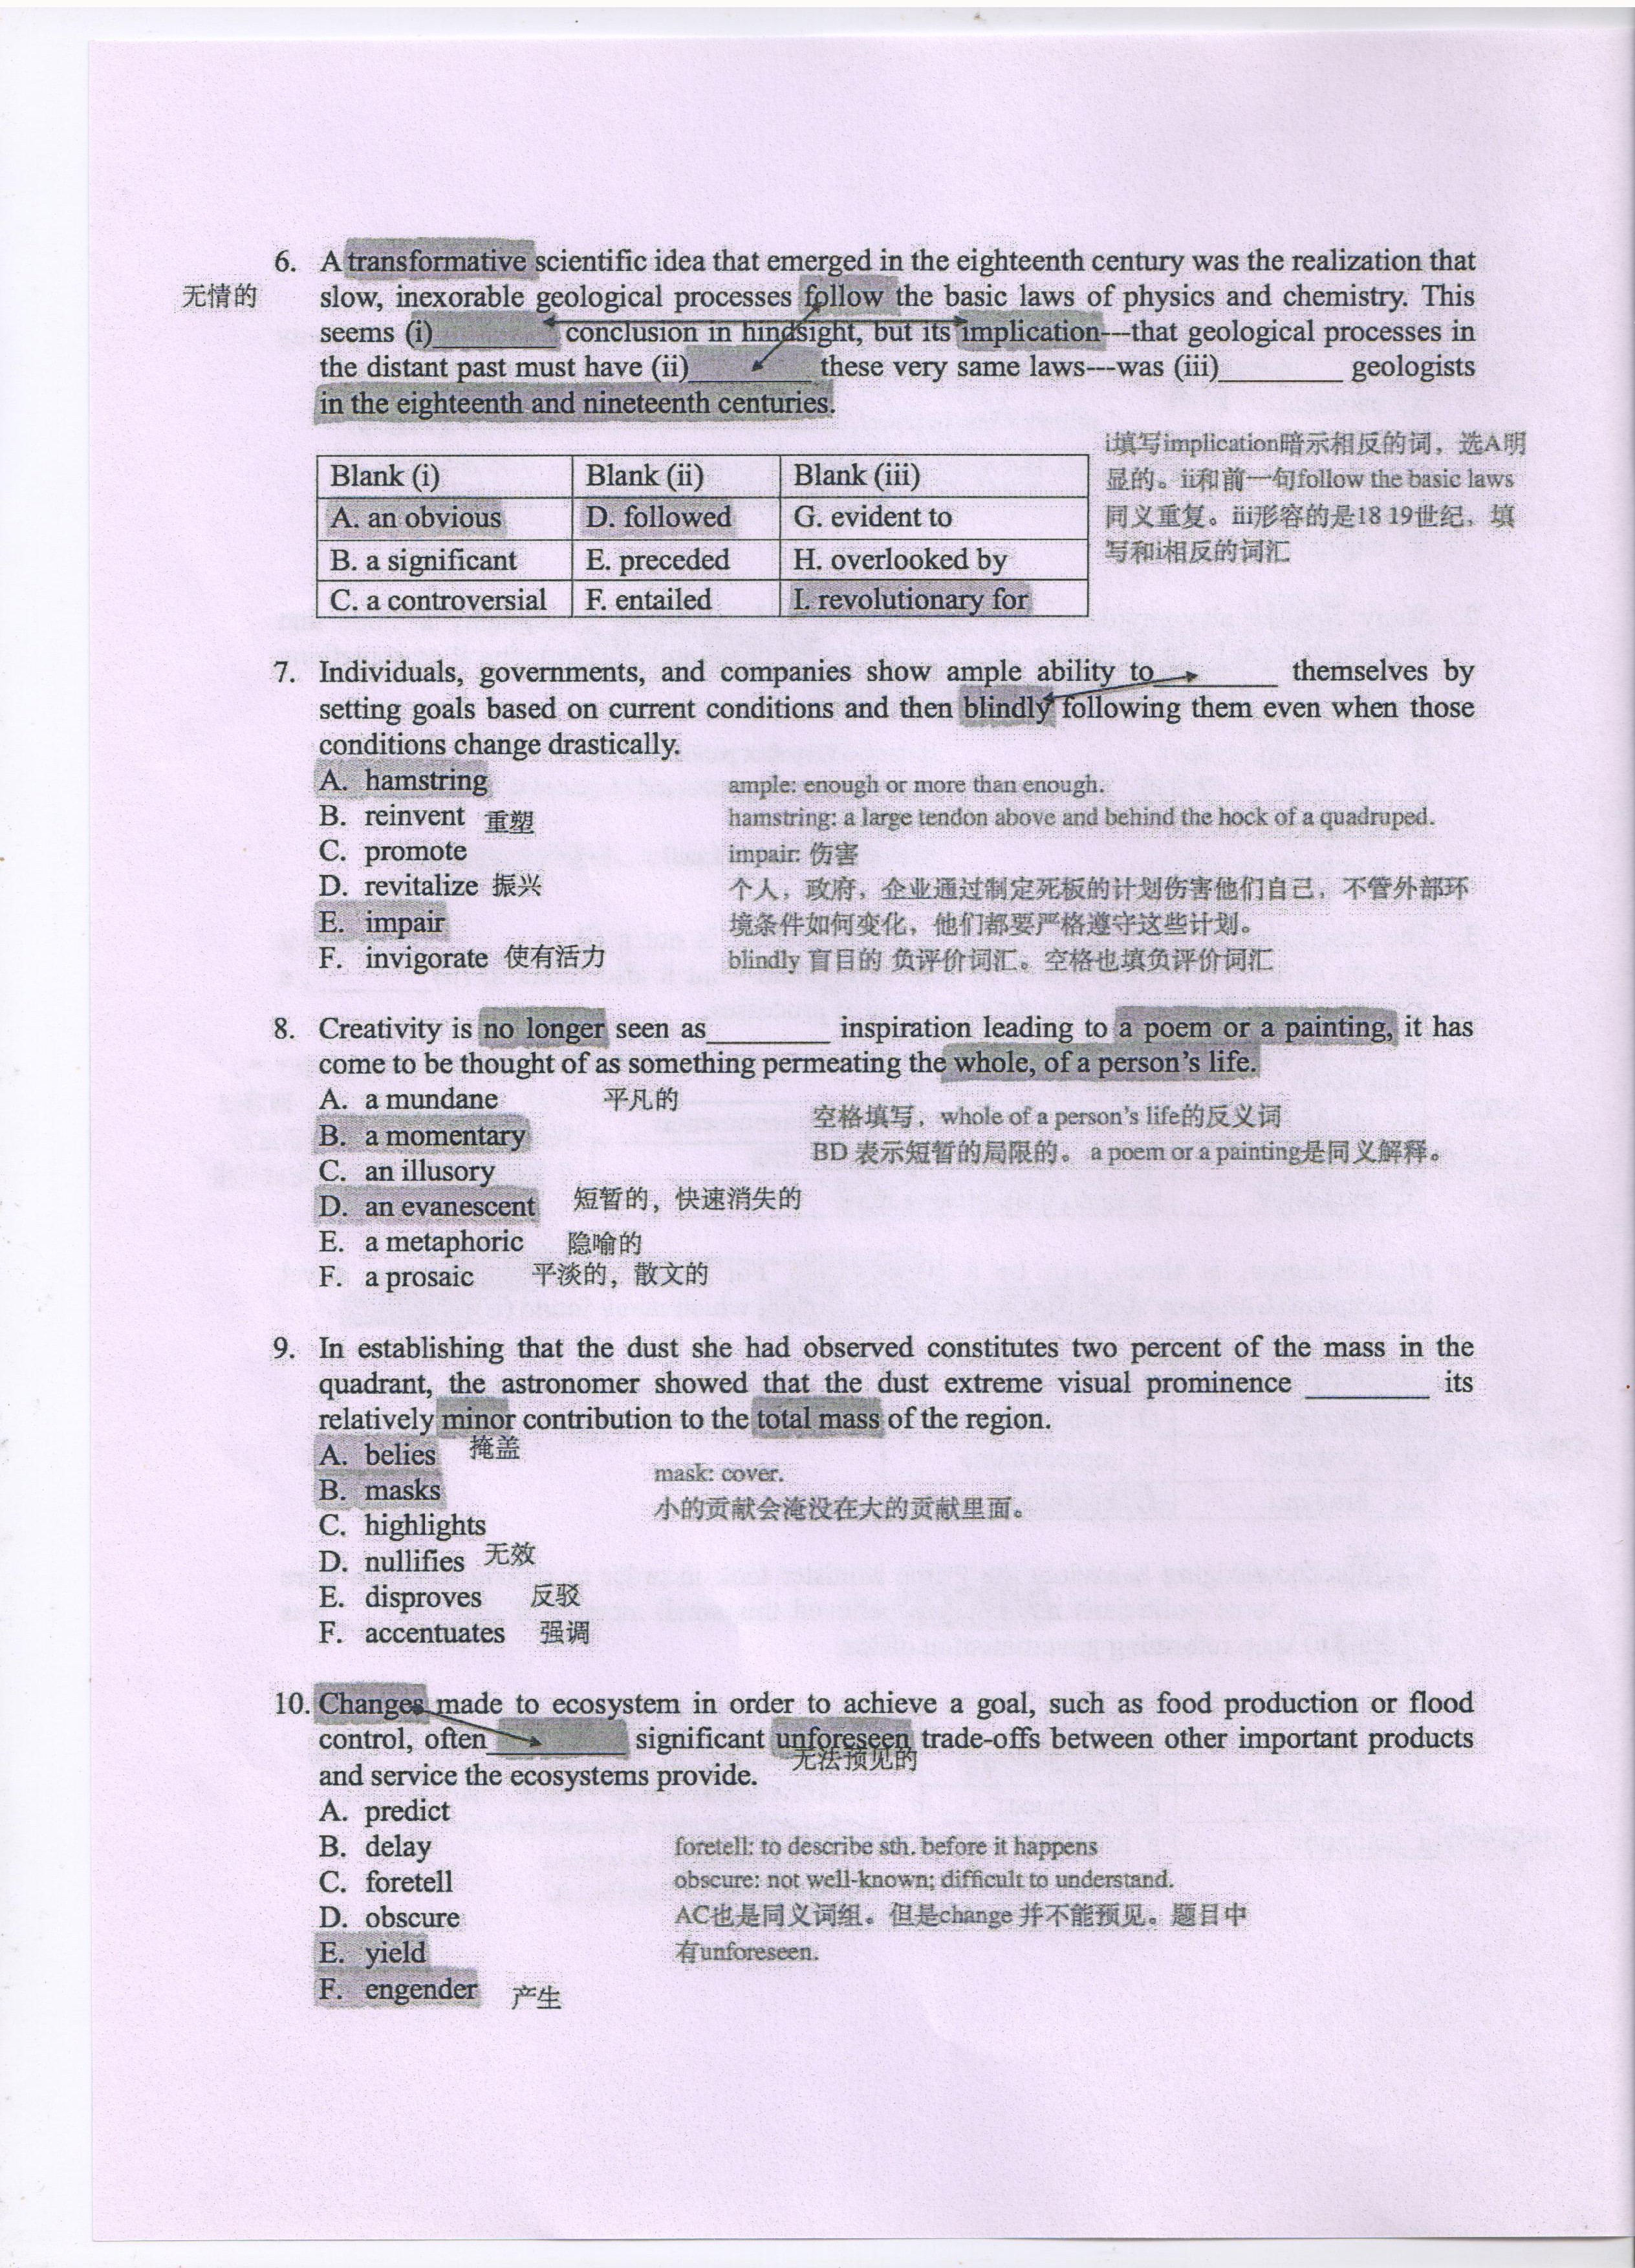 6. A transformative scientific idea that emerged in the eighteenth century was the realization that
无情的 slow, inexorable geological processes follow the basic laws of physics and chemistry. This
seems (i)________ conclusion in hindsight, but its implication---that geological processes in
the distant past must have (ii)________ these very same laws---was (iii)________ geologists
in the eighteenth and nineteenth centuries.
Blank (i) Blank (ii) Blank (iii)
A. an obvious D. followed G. evident to
B. a significant E. preceded H. overlooked by
C. a controversial F. entailed I. revolutionary for
i填写implication暗示相反的词，选A明
显的。ii和前一句follow the basic laws
同义重复。iii形容的是18 19世纪，填
写和i相反的词汇
7. Individuals, governments, and companies show ample ability to________ themselves by
setting goals based on current conditions and then blindly following them even when those
conditions change drastically.
A. hamstring
B. reinvent 重塑
C. promote
D. revitalize 振兴
E. impair
F. invigorate 使有活力
ample: enough or more than enough.
hamstring: a large tendon above and behind the hock of a quadruped.
impair: 伤害
个人，政府，企业通过制定死板的计划伤害他们自己，不管外部环
境条件如何变化，他们都要严格遵守这些计划。
blindly 盲目的 负评价词汇。空格也填负评价词汇
8. Creativity is no longer seen as________ inspiration leading to a poem or a painting, it has
come to be thought of as something permeating the whole, of a person's life.
A. a mundane 平凡的
B. a momentary
C. an illusory
D. an evanescent 短暂的，快速消失的
E. a metaphoric 隐喻的
F. a prosaic 平淡的，散文的
空格填写，whole of a person's life的反义词
BD 表示短暂的局限的。 a poem or a painting是同义解释。
9. In establishing that the dust she had observed constitutes two percent of the mass in the
quadrant, the astronomer showed that the dust extreme visual prominence ________ its
relatively minor contribution to the total mass of the region.
A. belies 掩盖
B. masks
C. highlights
D. nullifies 无效
E. disproves 反驳
F. accentuates 强调
mask: cover.
小的贡献会淹没在大的贡献里面。
10. Changes made to ecosystem in order to achieve a goal, such as food production or flood
control, often________ significant unforeseen trade-offs between other important products
无法预见的
and service the ecosystems provide.
A. predict
B. delay
C. foretell
D. obscure
E. yield
F. engender 产生
foretell: to describe sth. before it happens
obscure: not well-known; difficult to understand.
AC也是同义词组。但是change 并不能预见。题目中
有unforeseen.